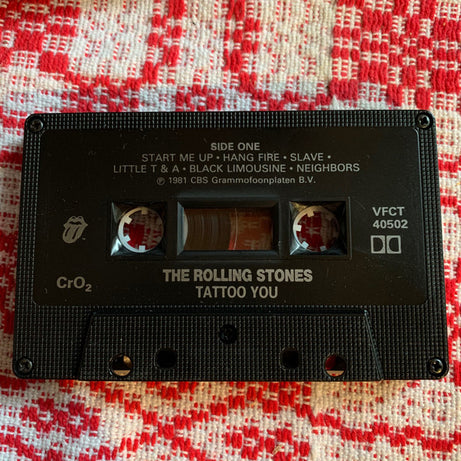 SIDE ONE
START ME UP • HANG FIRE • SLAVE •
LITTLE T & A • BLACK LIMOUSINE • NEIGHBORS
℗ 1981 CBS Grammofoonplaten B.V.
VFCT
40502
CrO₂
THE ROLLING STONES
TATTOO YOU